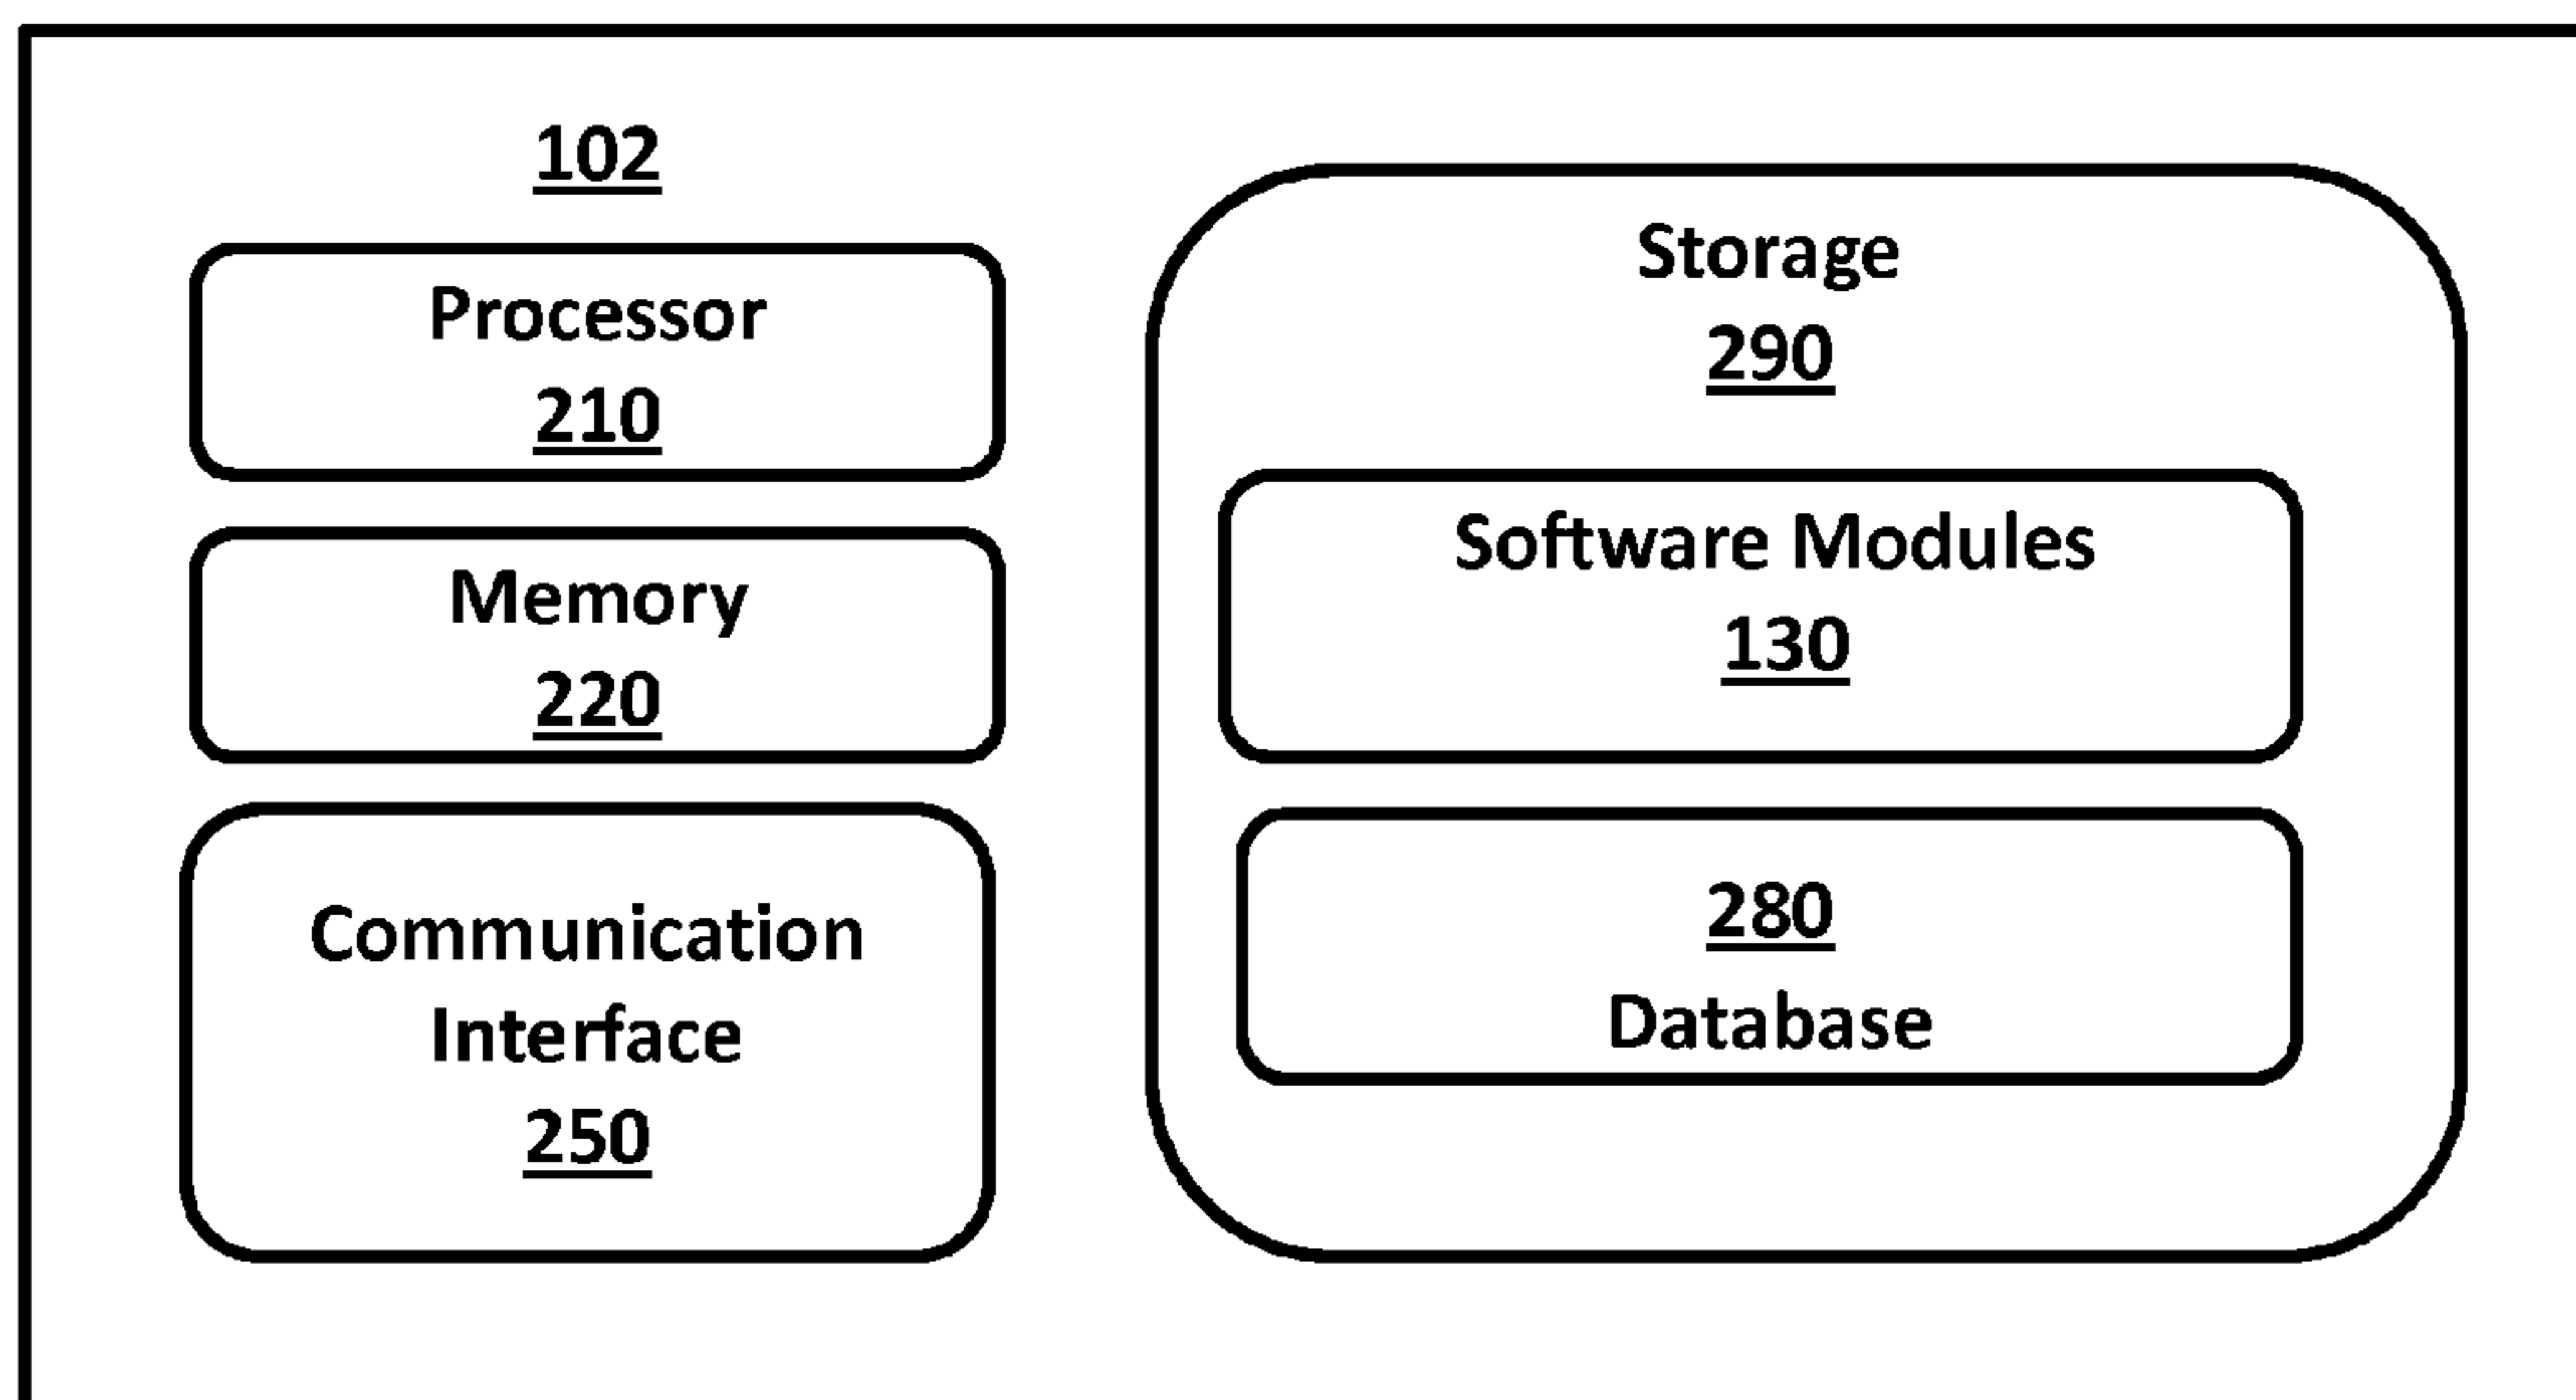 102
Processor
210
Memory
220
Communication
Interface
250
Storage
290
Software Modules
130
280
Database